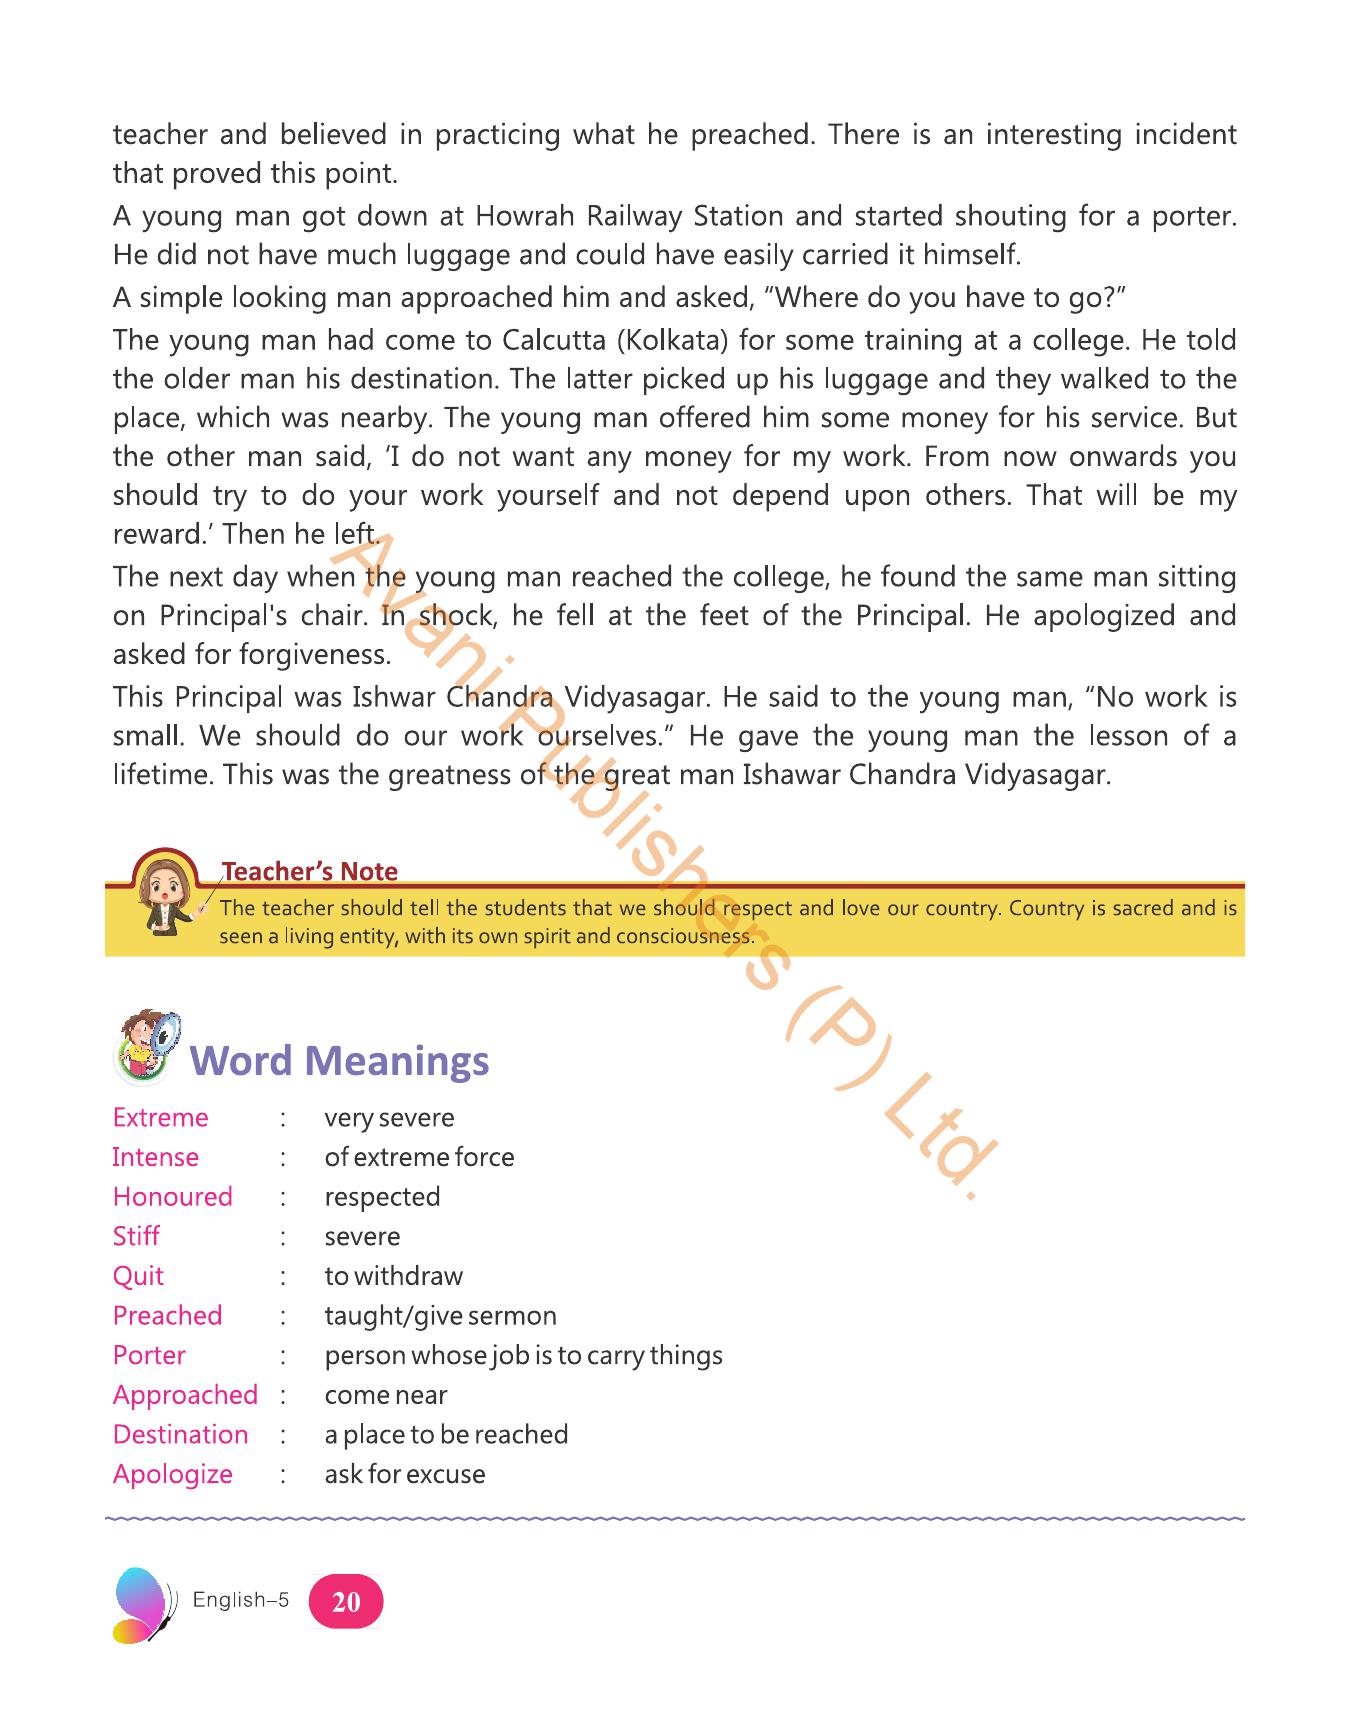 teacher and believed in practicing what he preached. There is an interesting incident
that proved this point.
A young man got down at Howrah Railway Station and started shouting for a porter.
He did not have much luggage and could have easily carried it himself.
A simple looking man approached him and asked, “Where do you have to go?”
The young man had come to Calcutta (Kolkata) for some training at a college. He told
the older man his destination. The latter picked up his luggage and they walked to the
place, which was nearby. The young man offered him some money for his service. But
the other man said, ‘I do not want any money for my work. From now onwards you
should try to do your work yourself and not depend upon others. That will be my
reward.’ Then he left.
The next day when the young man reached the college, he found the same man sitting
on Principal's chair. In shock, he fell at the feet of the Principal. He apologized and
asked for forgiveness.
This Principal was Ishwar Chandra Vidyasagar. He said to the young man, “No work is
small. We should do our work ourselves.” He gave the young man the lesson of a
lifetime. This was the greatness of the great man Ishawar Chandra Vidyasagar.
Avani Publishers (P) Ltd.
Teacher’s Note
The teacher should tell the students that we should respect and love our country. Country is sacred and is
seen a living entity, with its own spirit and consciousness.
Word Meanings
Extreme : very severe
Intense : of extreme force
Honoured : respected
Stiff : severe
Quit : to withdraw
Preached : taught/give sermon
Porter : person whose job is to carry things
Approached : come near
Destination : a place to be reached
Apologize : ask for excuse
English–5 20